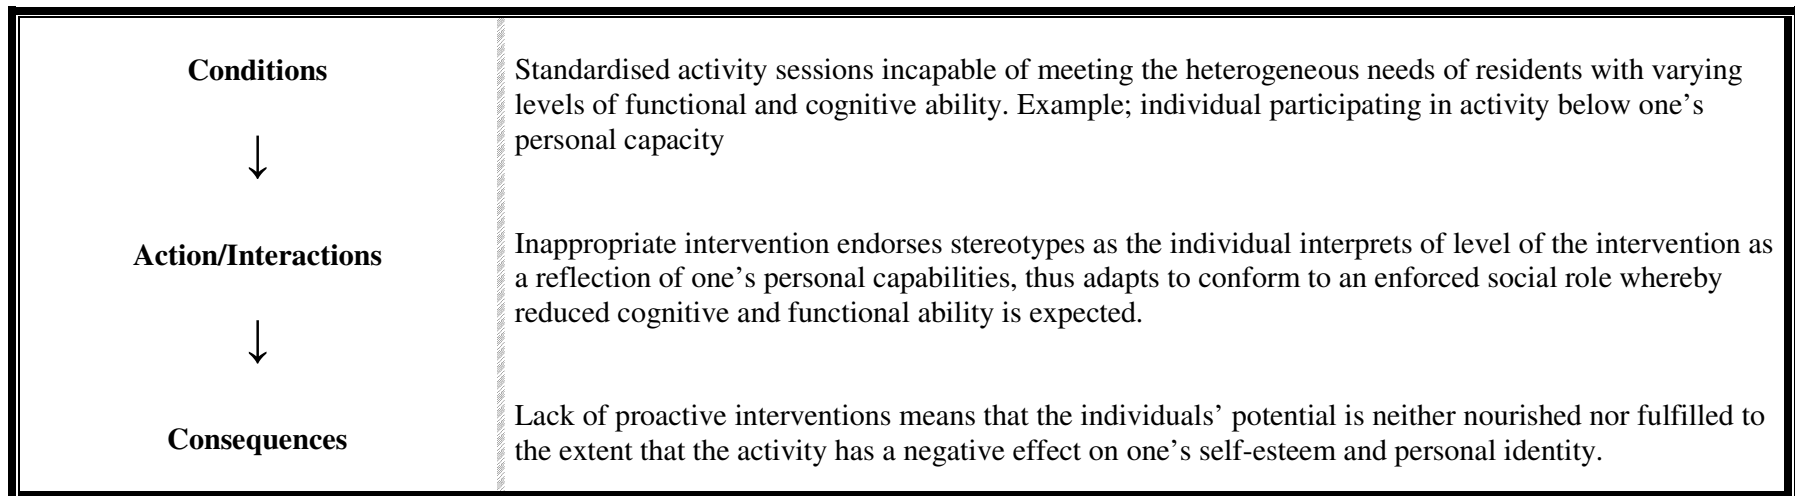 Conditions
Standardised activity sessions incapable of meeting the heterogeneous needs of residents with varying
levels of functional and cognitive ability. Example; individual participating in activity below one’s
personal capacity
↓
Action/Interactions
Inappropriate intervention endorses stereotypes as the individual interprets of level of the intervention as
a reflection of one’s personal capabilities, thus adapts to conform to an enforced social role whereby
reduced cognitive and functional ability is expected.
↓
Consequences
Lack of proactive interventions means that the individuals’ potential is neither nourished nor fulfilled to
the extent that the activity has a negative effect on one’s self-esteem and personal identity.